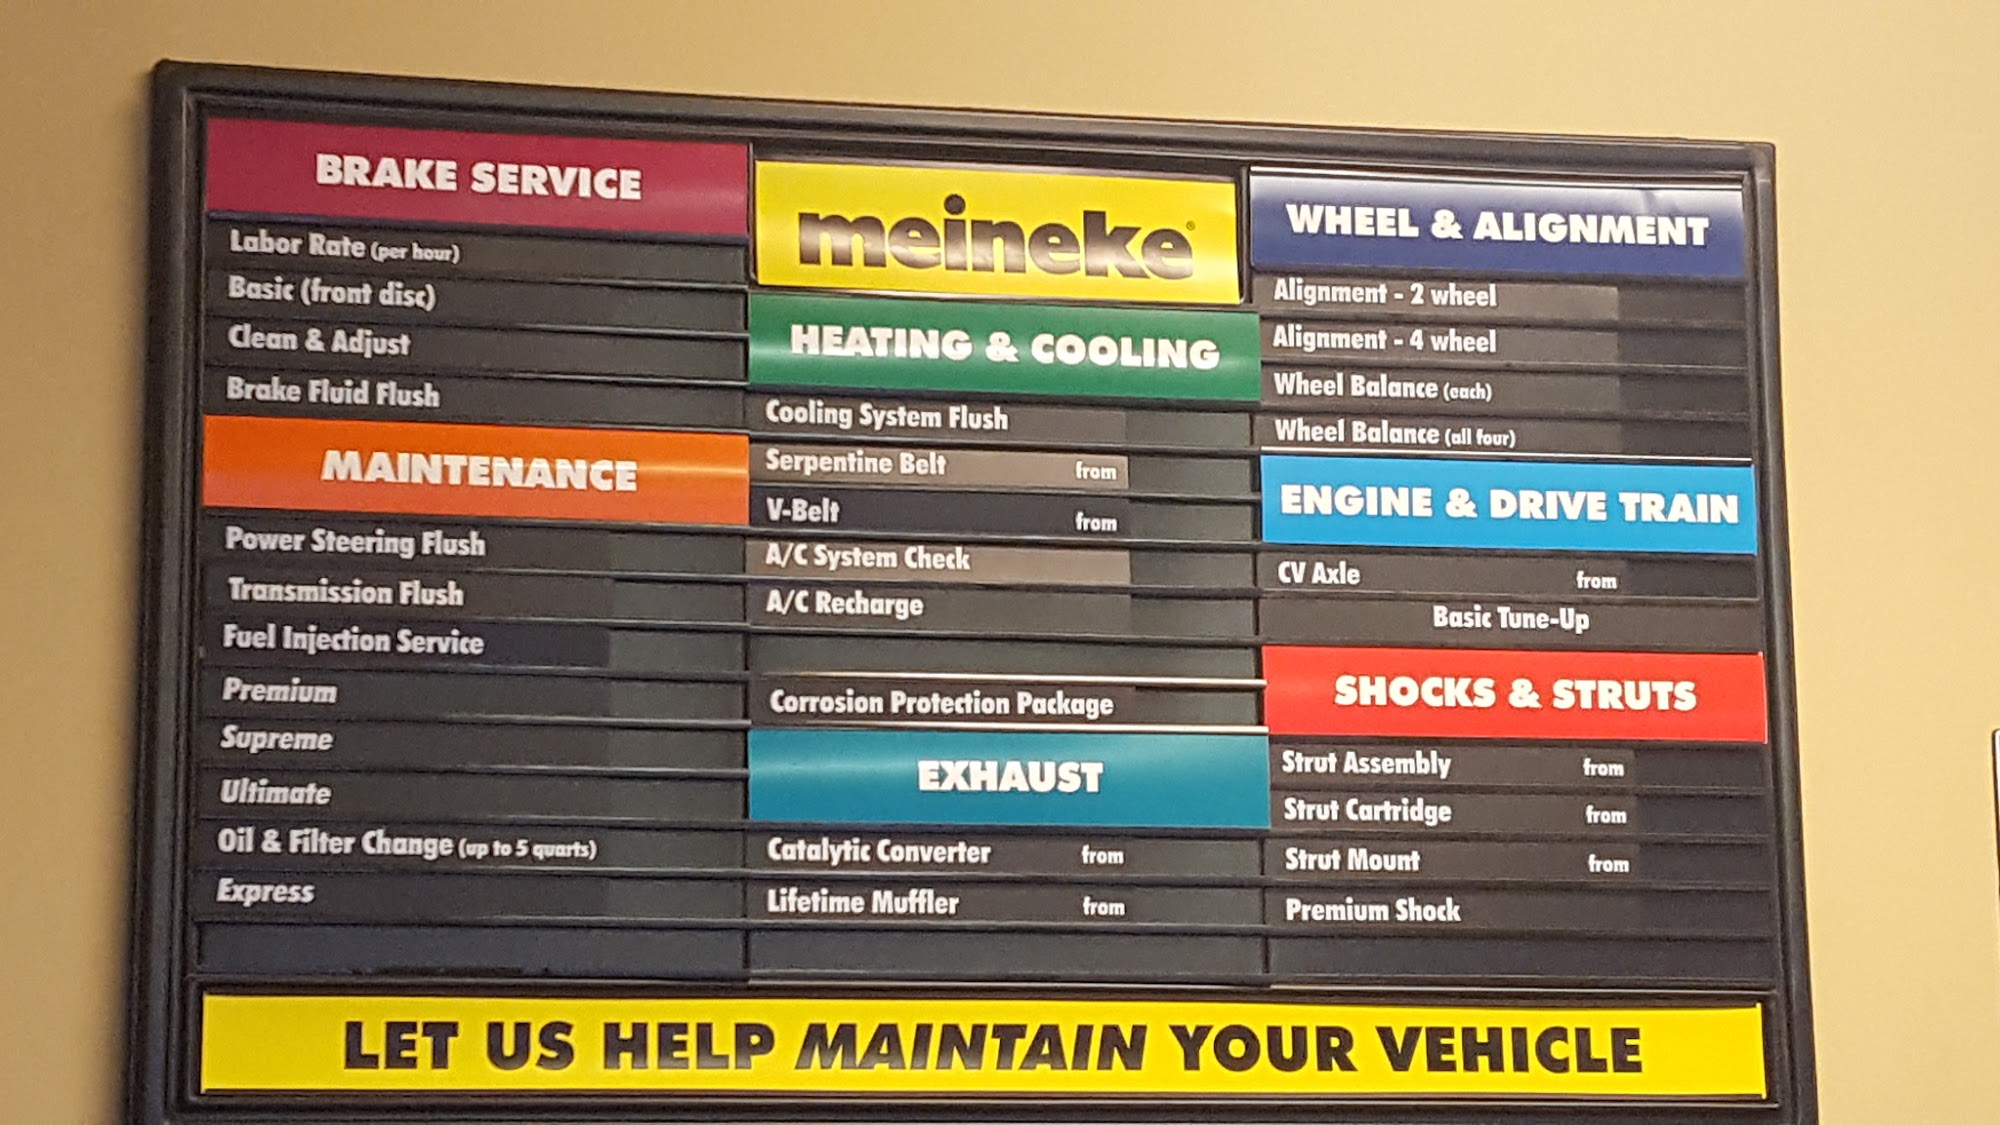 BRAKE SERVICE
Labor Rate (per hour)
Basic (front disc)
Clean & Adjust
Brake Fluid Flush
MAINTENANCE
Power Steering Flush
Transmission Flush
Fuel Injection Service
Premium
Supreme
Ultimate
Oil & Filter Change (up to 5 quarts)
Express
meineke®
HEATING & COOLING
Cooling System Flush
Serpentine Belt from
V-Belt from
A/C System Check
A/C Recharge
Corrosion Protection Package
EXHAUST
Catalytic Converter from
Lifetime Muffler from
WHEEL & ALIGNMENT
Alignment - 2 wheel
Alignment - 4 wheel
Wheel Balance (each)
Wheel Balance (all four)
ENGINE & DRIVE TRAIN
CV Axle from
Basic Tune-Up
SHOCKS & STRUTS
Strut Assembly from
Strut Cartridge from
Strut Mount from
Premium Shock
LET US HELP MAINTAIN YOUR VEHICLE